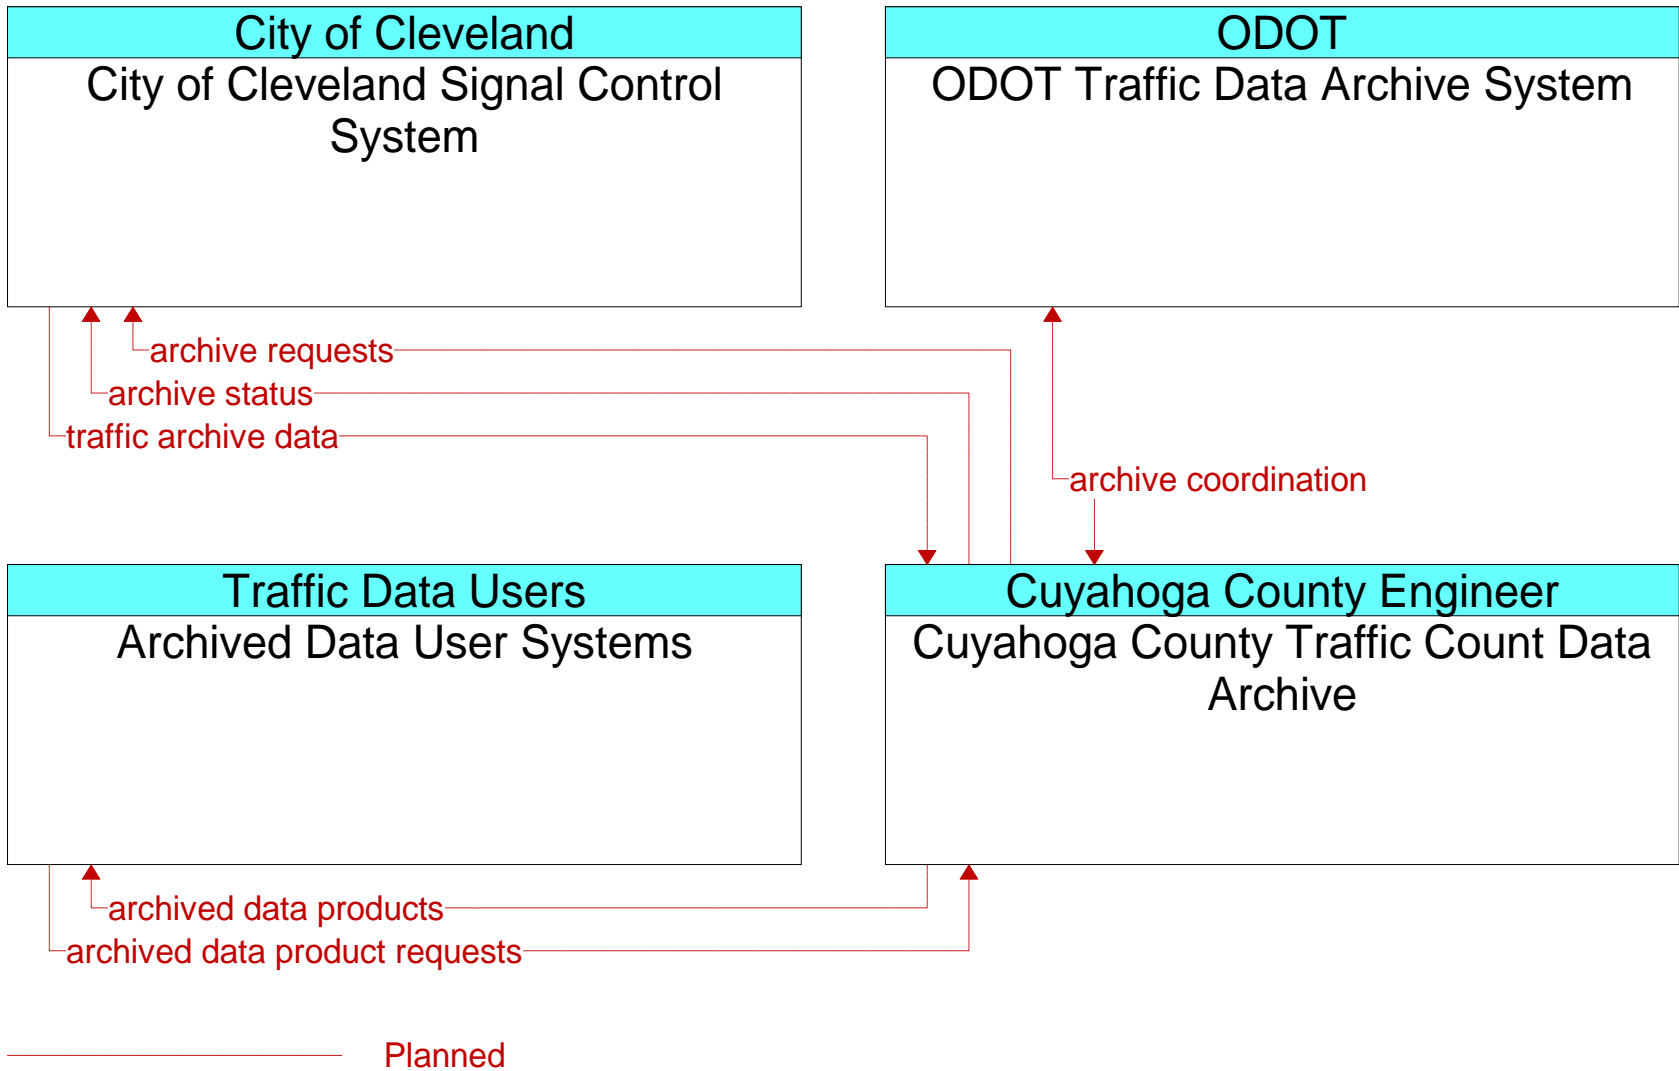 City of Cleveland
City of Cleveland Signal Control
System
ODOT
ODOT Traffic Data Archive System
archive requests
archive status
traffic archive data
archive coordination
Traffic Data Users
Archived Data User Systems
Cuyahoga County Engineer
Cuyahoga County Traffic Count Data
Archive
archived data products
archived data product requests
Planned